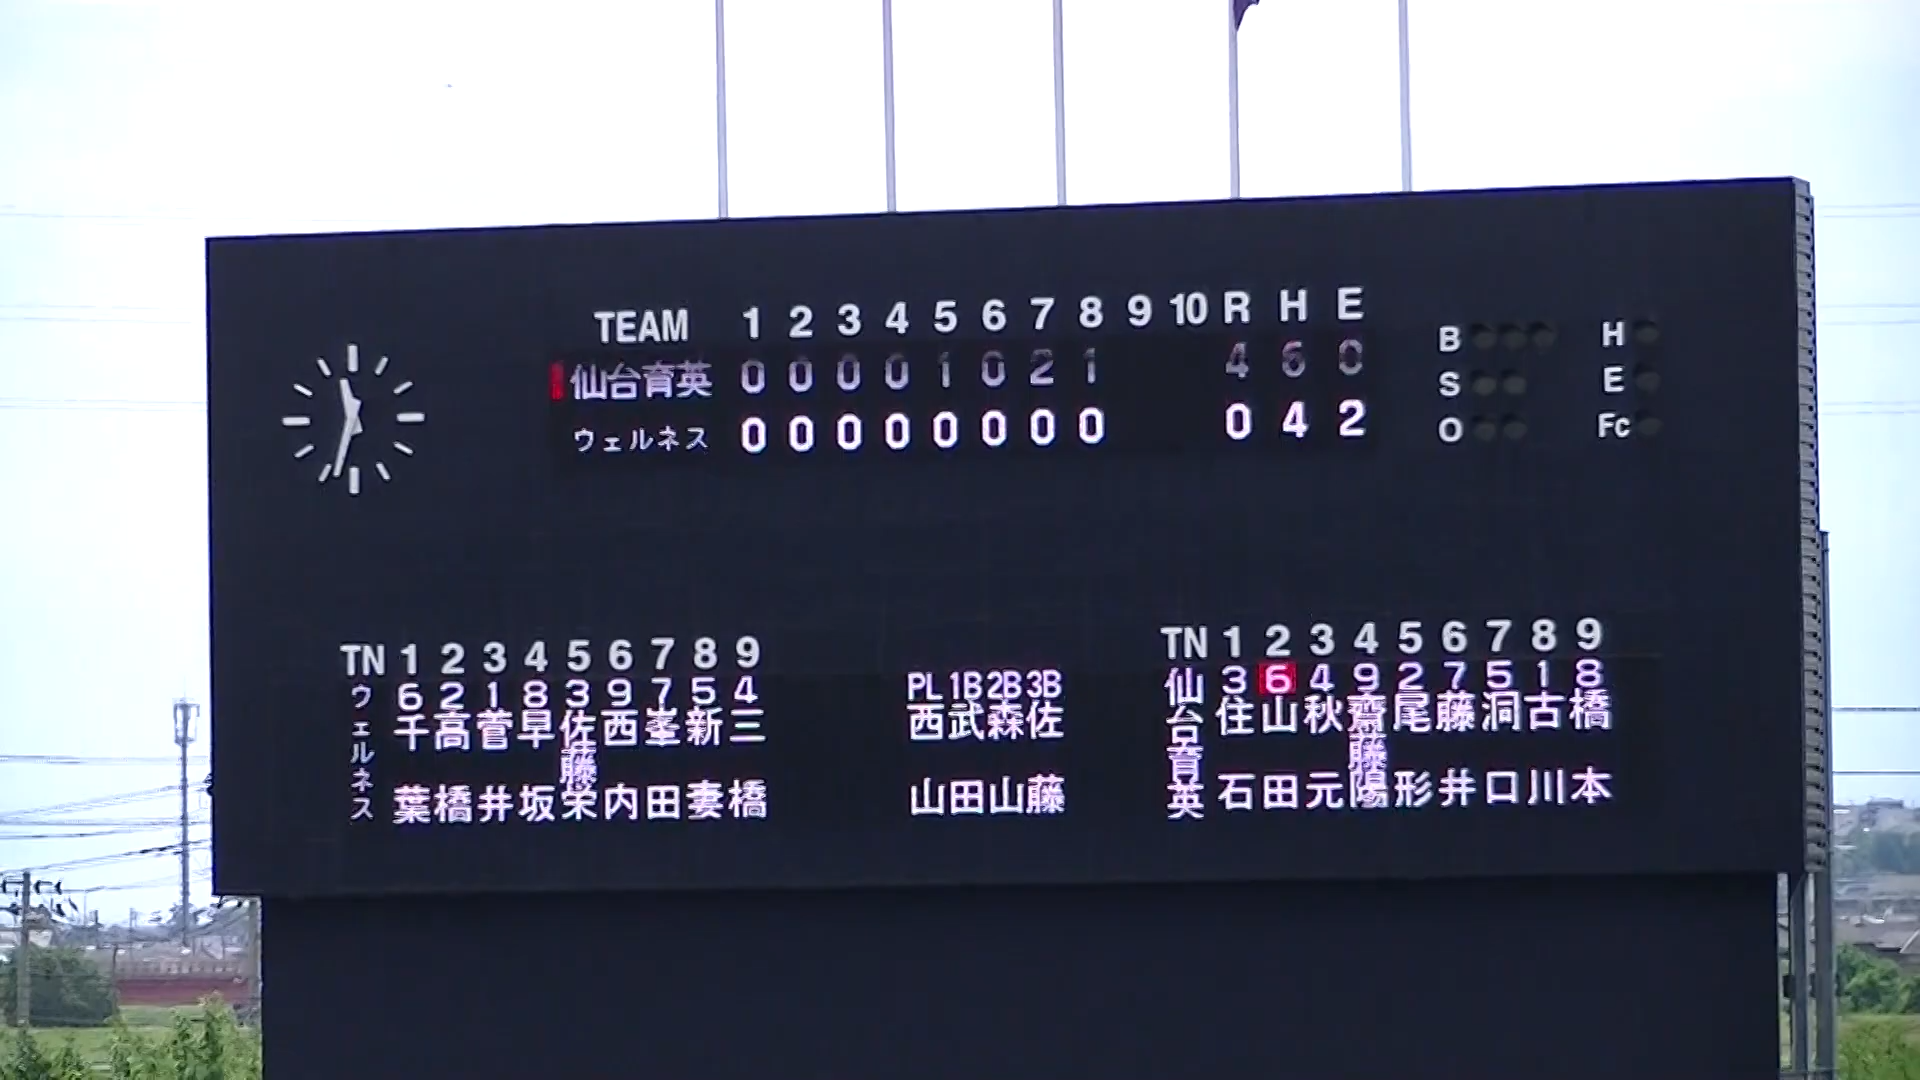 TEAM 1 2 3 4 5 6 7 8 9 10 R H E
仙台育英 0 0 0 0 1 0 2 1 4 6 0
ウェルネス 0 0 0 0 0 0 0 0 0 4 2
B H
S E
O Fc
TN 1 2 3 4 5 6 7 8 9
ウェルネス
6 2 1 8 3 9 7 5 4
千葉
高橋
菅井
早坂
佐藤栄
西内
峯田
新妻
三橋
PL 1B 2B 3B
西山
武田
森山
佐藤
TN 1 2 3 4 5 6 7 8 9
仙台育英
3 6 4 9 2 7 5 1 8
住石
山田
秋元
齋藤陽
尾形
藤井
洞口
古川
橋本